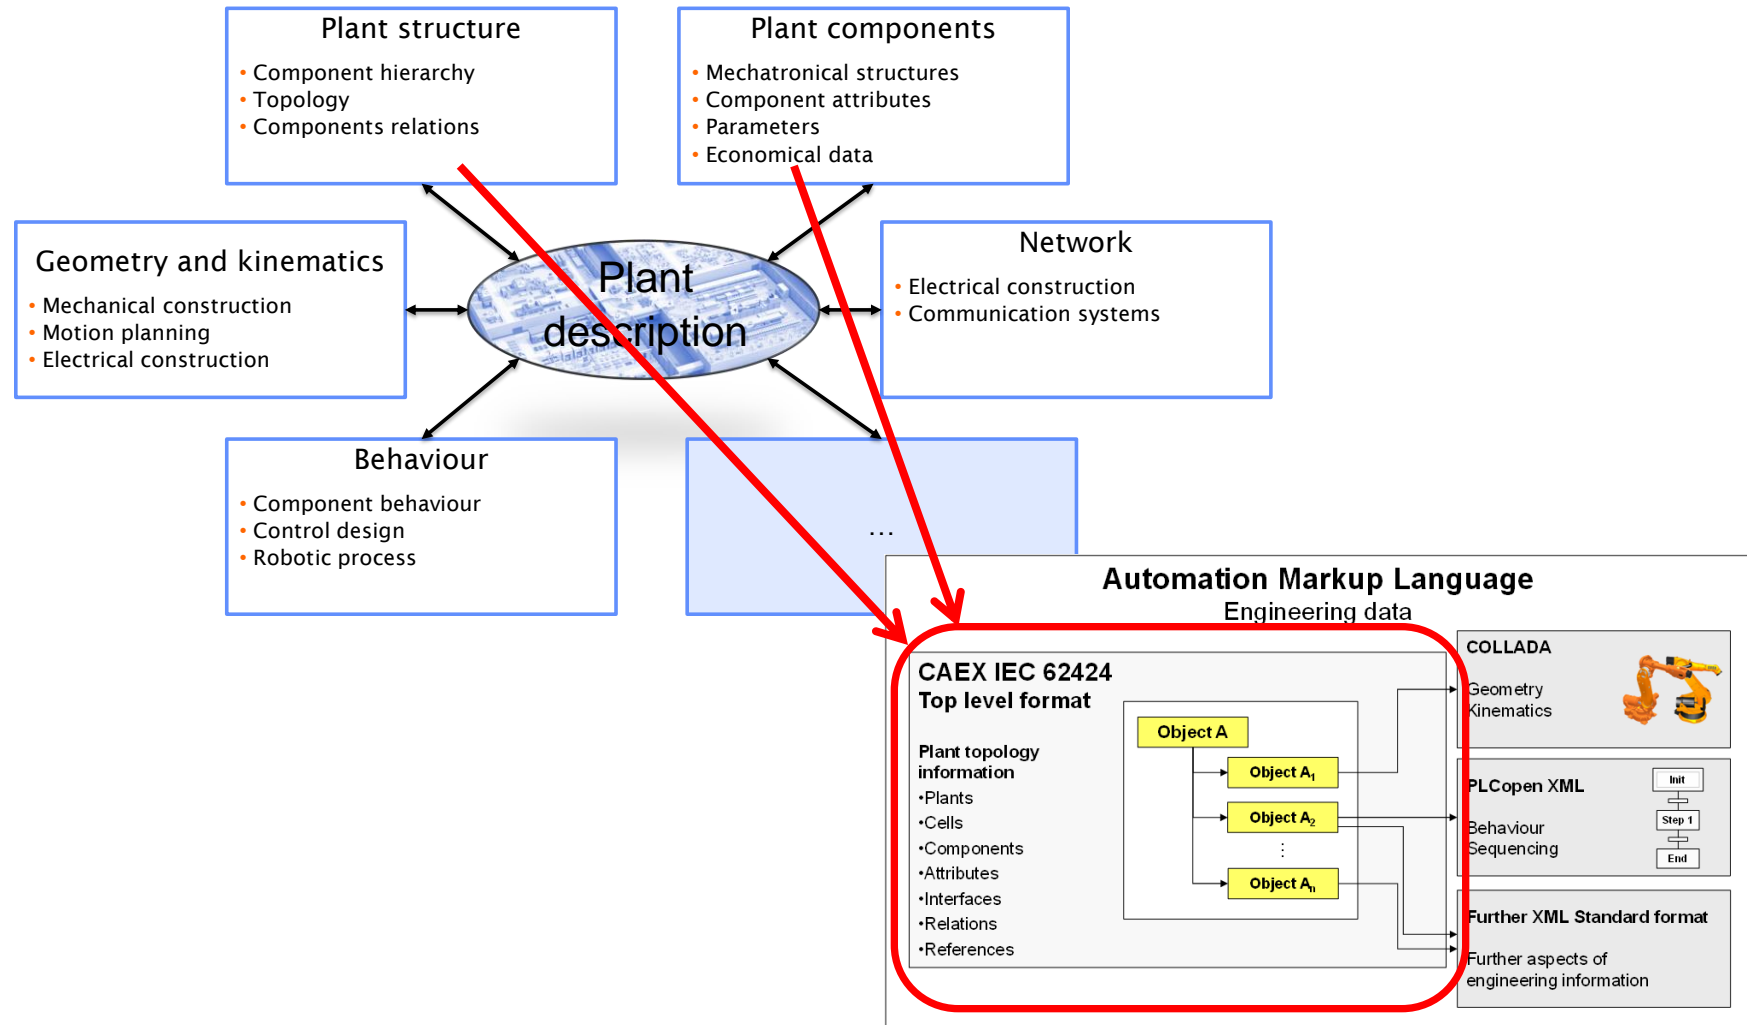 Plant structure
• Component hierarchy
• Topology
• Components relations
Plant components
• Mechatronical structures
• Component attributes
• Parameters
• Economical data
Geometry and kinematics
• Mechanical construction
• Motion planning
• Electrical construction
Plant
description
Network
• Electrical construction
• Communication systems
Behaviour
• Component behaviour
• Control design
• Robotic process
...
Automation Markup Language
Engineering data
CAEX IEC 62424
Top level format
Plant topology
information
•Plants
•Cells
•Components
•Attributes
•Interfaces
•Relations
•References
Object A
Object A1
Object A2
⋮
Object An
COLLADA
Geometry
Kinematics
PLCopen XML
Behaviour
Sequencing
Init
Step 1
End
Further XML Standard format
Further aspects of
engineering information